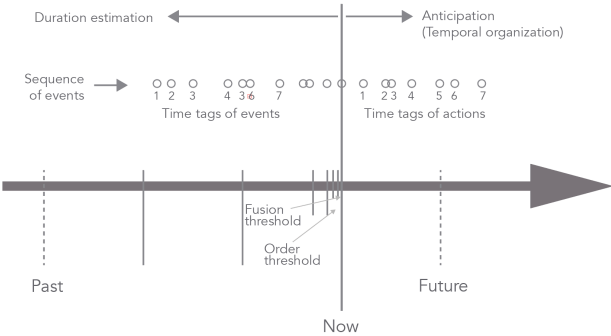 Duration estimation
Anticipation
(Temporal organization)
Sequence
of events
1 2 3 4 3 6 7 1 2 3 4 5 6 7
Time tags of events
Time tags of actions
Fusion
threshold
Order
threshold
Past
Future
Now